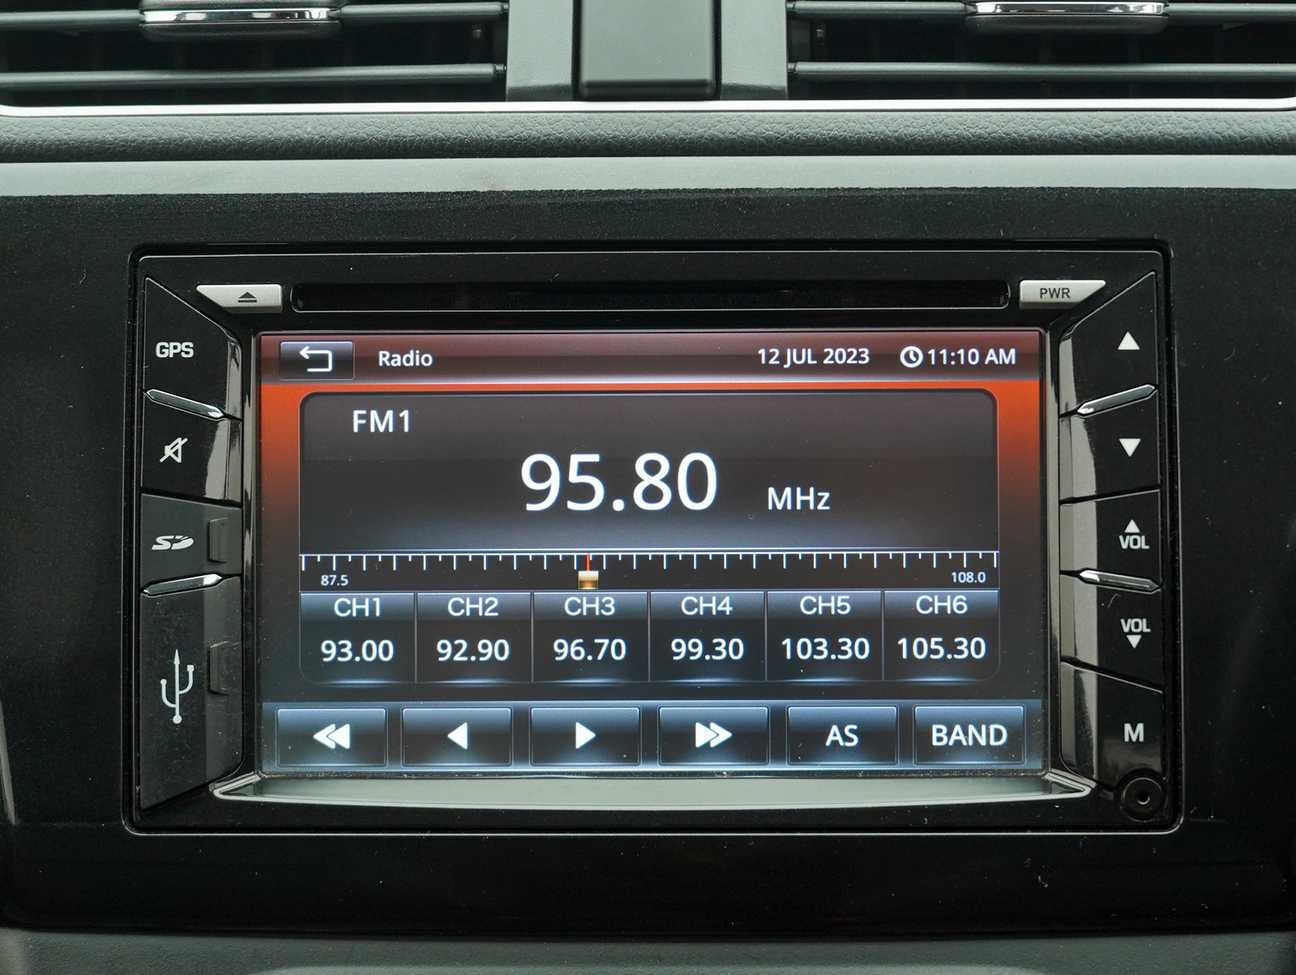 PWR
GPS
Radio 12 JUL 2023 11:10 AM
FM1
95.80 MHz
87.5 108.0
CH1 CH2 CH3 CH4 CH5 CH6
93.00 92.90 96.70 99.30 103.30 105.30
AS BAND
SD
VOL
VOL
M